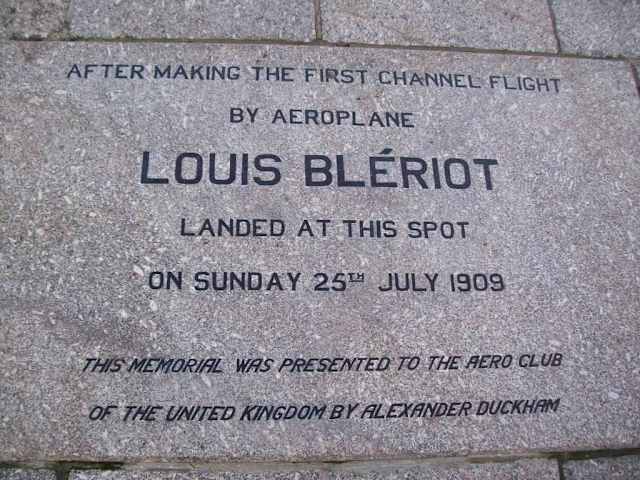 AFTER MAKING THE FIRST CHANNEL FLIGHT
BY AEROPLANE
LOUIS BLÉRIOT
LANDED AT THIS SPOT
ON SUNDAY 25TH JULY 1909
THIS MEMORIAL WAS PRESENTED TO THE AERO CLUB
OF THE UNITED KINGDOM BY ALEXANDER DUCKHAM